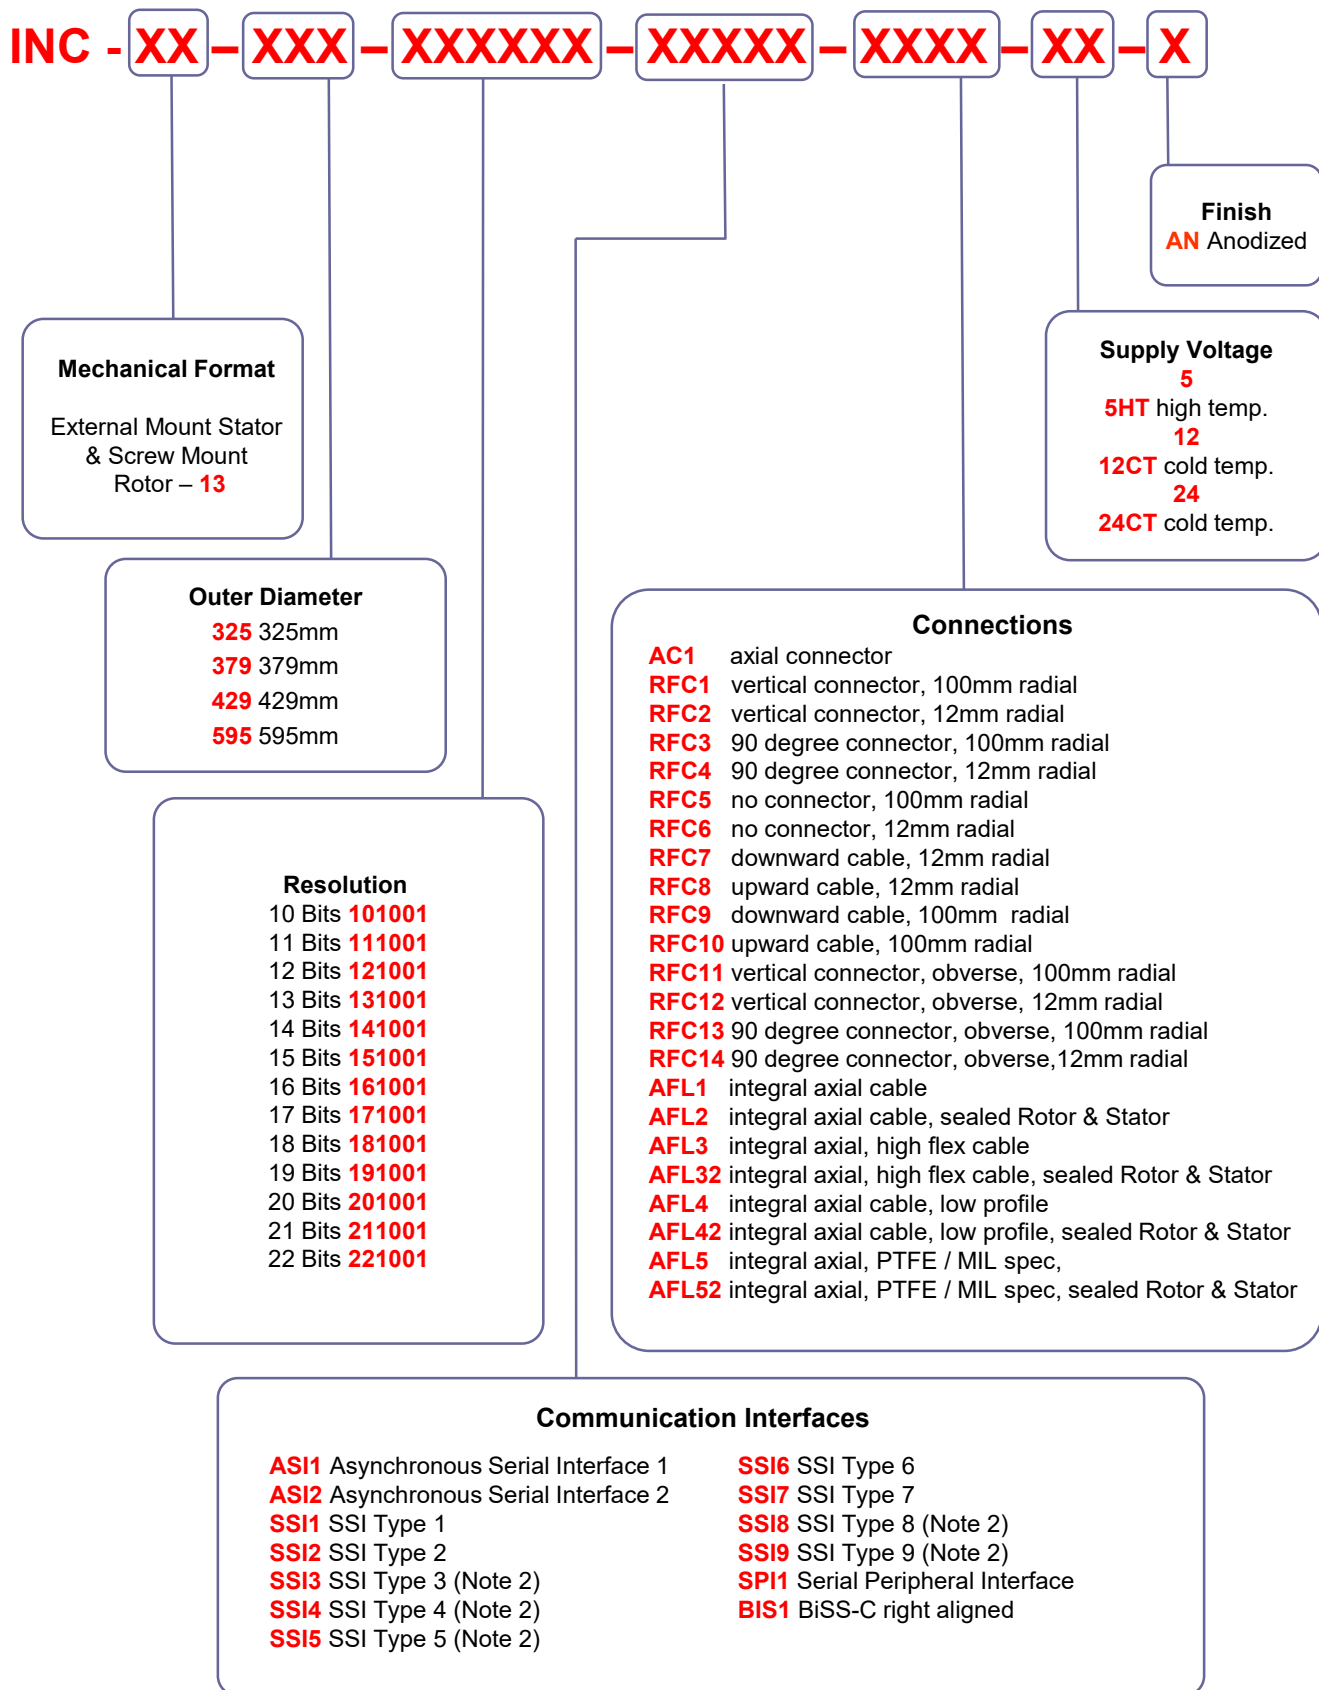 INC - XX – XXX – XXXXXX – XXXXX – XXXX – XX – X
Finish
AN Anodized
Supply Voltage
5
5HT high temp.
12
12CT cold temp.
24
24CT cold temp.
Mechanical Format
External Mount Stator
& Screw Mount
Rotor – 13
Outer Diameter
325 325mm
379 379mm
429 429mm
595 595mm
Connections
AC1 axial connector
RFC1 vertical connector, 100mm radial
RFC2 vertical connector, 12mm radial
RFC3 90 degree connector, 100mm radial
RFC4 90 degree connector, 12mm radial
RFC5 no connector, 100mm radial
RFC6 no connector, 12mm radial
RFC7 downward cable, 12mm radial
RFC8 upward cable, 12mm radial
RFC9 downward cable, 100mm radial
RFC10 upward cable, 100mm radial
RFC11 vertical connector, obverse, 100mm radial
RFC12 vertical connector, obverse, 12mm radial
RFC13 90 degree connector, obverse, 100mm radial
RFC14 90 degree connector, obverse,12mm radial
AFL1 integral axial cable
AFL2 integral axial cable, sealed Rotor & Stator
AFL3 integral axial, high flex cable
AFL32 integral axial, high flex cable, sealed Rotor & Stator
AFL4 integral axial cable, low profile
AFL42 integral axial cable, low profile, sealed Rotor & Stator
AFL5 integral axial, PTFE / MIL spec,
AFL52 integral axial, PTFE / MIL spec, sealed Rotor & Stator
Resolution
10 Bits 101001
11 Bits 111001
12 Bits 121001
13 Bits 131001
14 Bits 141001
15 Bits 151001
16 Bits 161001
17 Bits 171001
18 Bits 181001
19 Bits 191001
20 Bits 201001
21 Bits 211001
22 Bits 221001
Communication Interfaces
ASI1 Asynchronous Serial Interface 1
ASI2 Asynchronous Serial Interface 2
SSI1 SSI Type 1
SSI2 SSI Type 2
SSI3 SSI Type 3 (Note 2)
SSI4 SSI Type 4 (Note 2)
SSI5 SSI Type 5 (Note 2)
SSI6 SSI Type 6
SSI7 SSI Type 7
SSI8 SSI Type 8 (Note 2)
SSI9 SSI Type 9 (Note 2)
SPI1 Serial Peripheral Interface
BIS1 BiSS-C right aligned